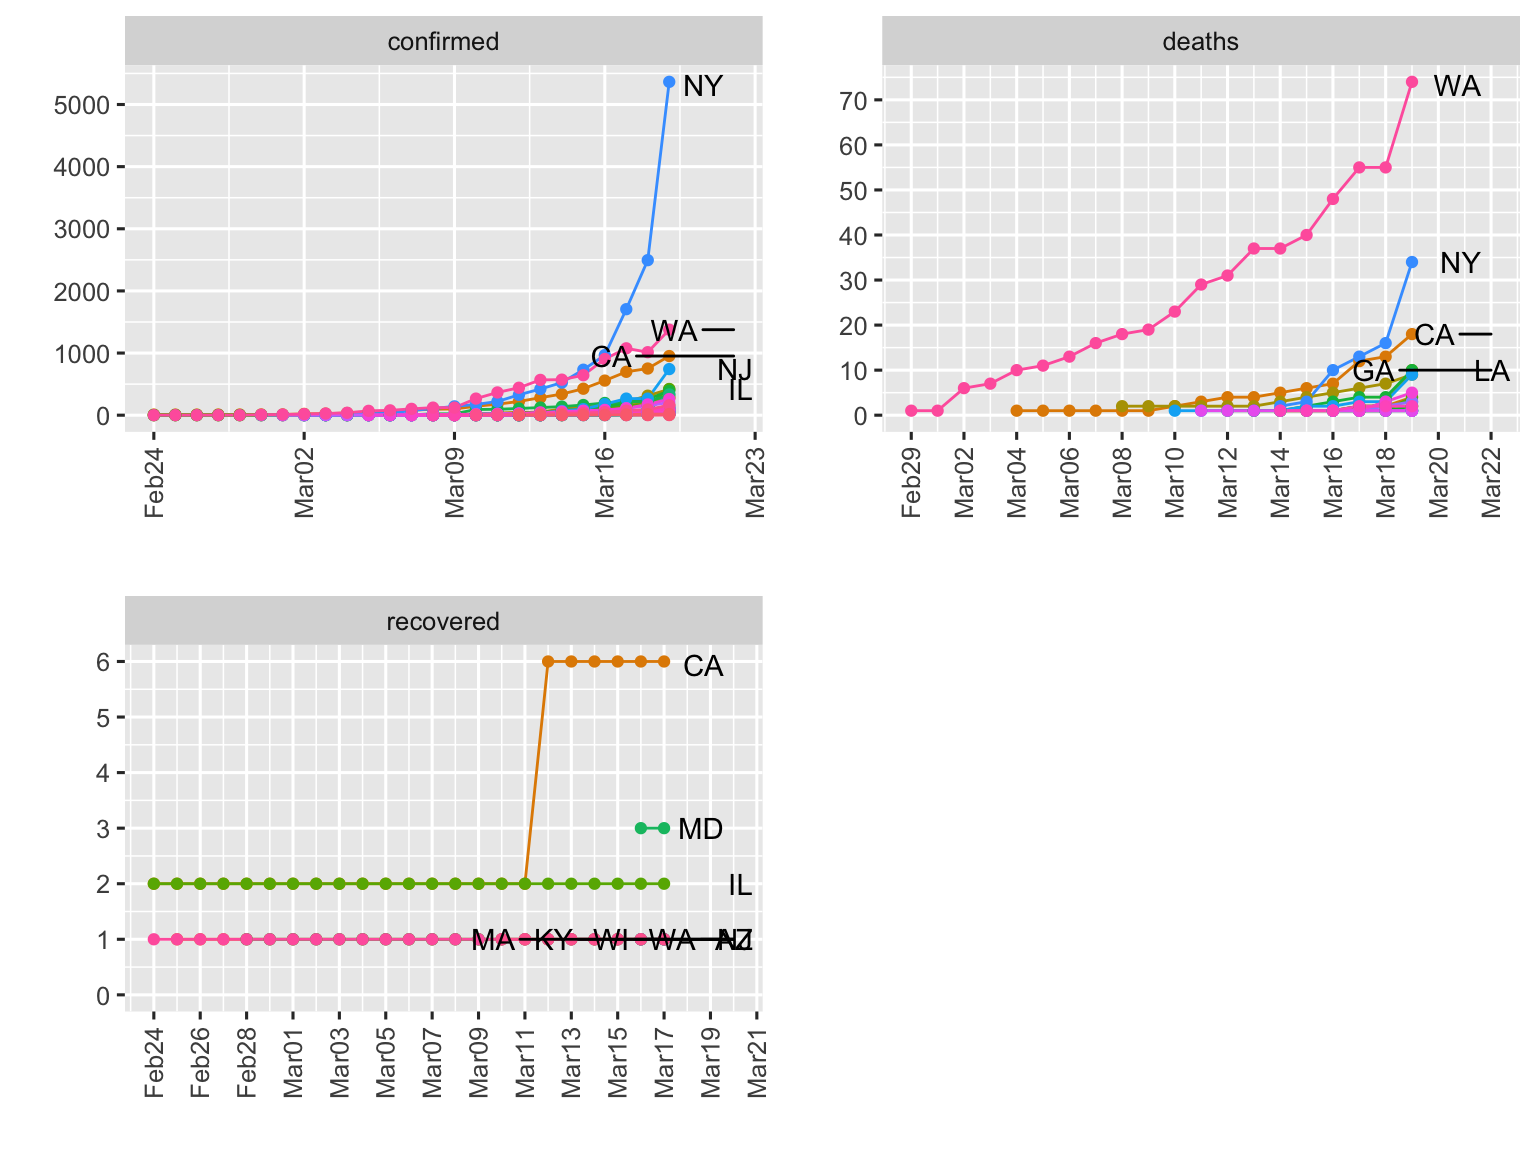 confirmed
5000
4000
3000
2000
1000
0
NY
WA
CA
NJ
IL
Feb24 Mar02 Mar09 Mar16 Mar23
deaths
70
60
50
40
30
20
10
0
WA
NY
CA
GA LA
Feb29 Mar02 Mar04 Mar06 Mar08 Mar10 Mar12 Mar14 Mar16 Mar18 Mar20 Mar22
recovered
6
5
4
3
2
1
0
CA
MD
IL
MA KY WI WA
Feb24 Feb26 Feb28 Mar01 Mar03 Mar05 Mar07 Mar09 Mar11 Mar13 Mar15 Mar17 Mar19 Mar21